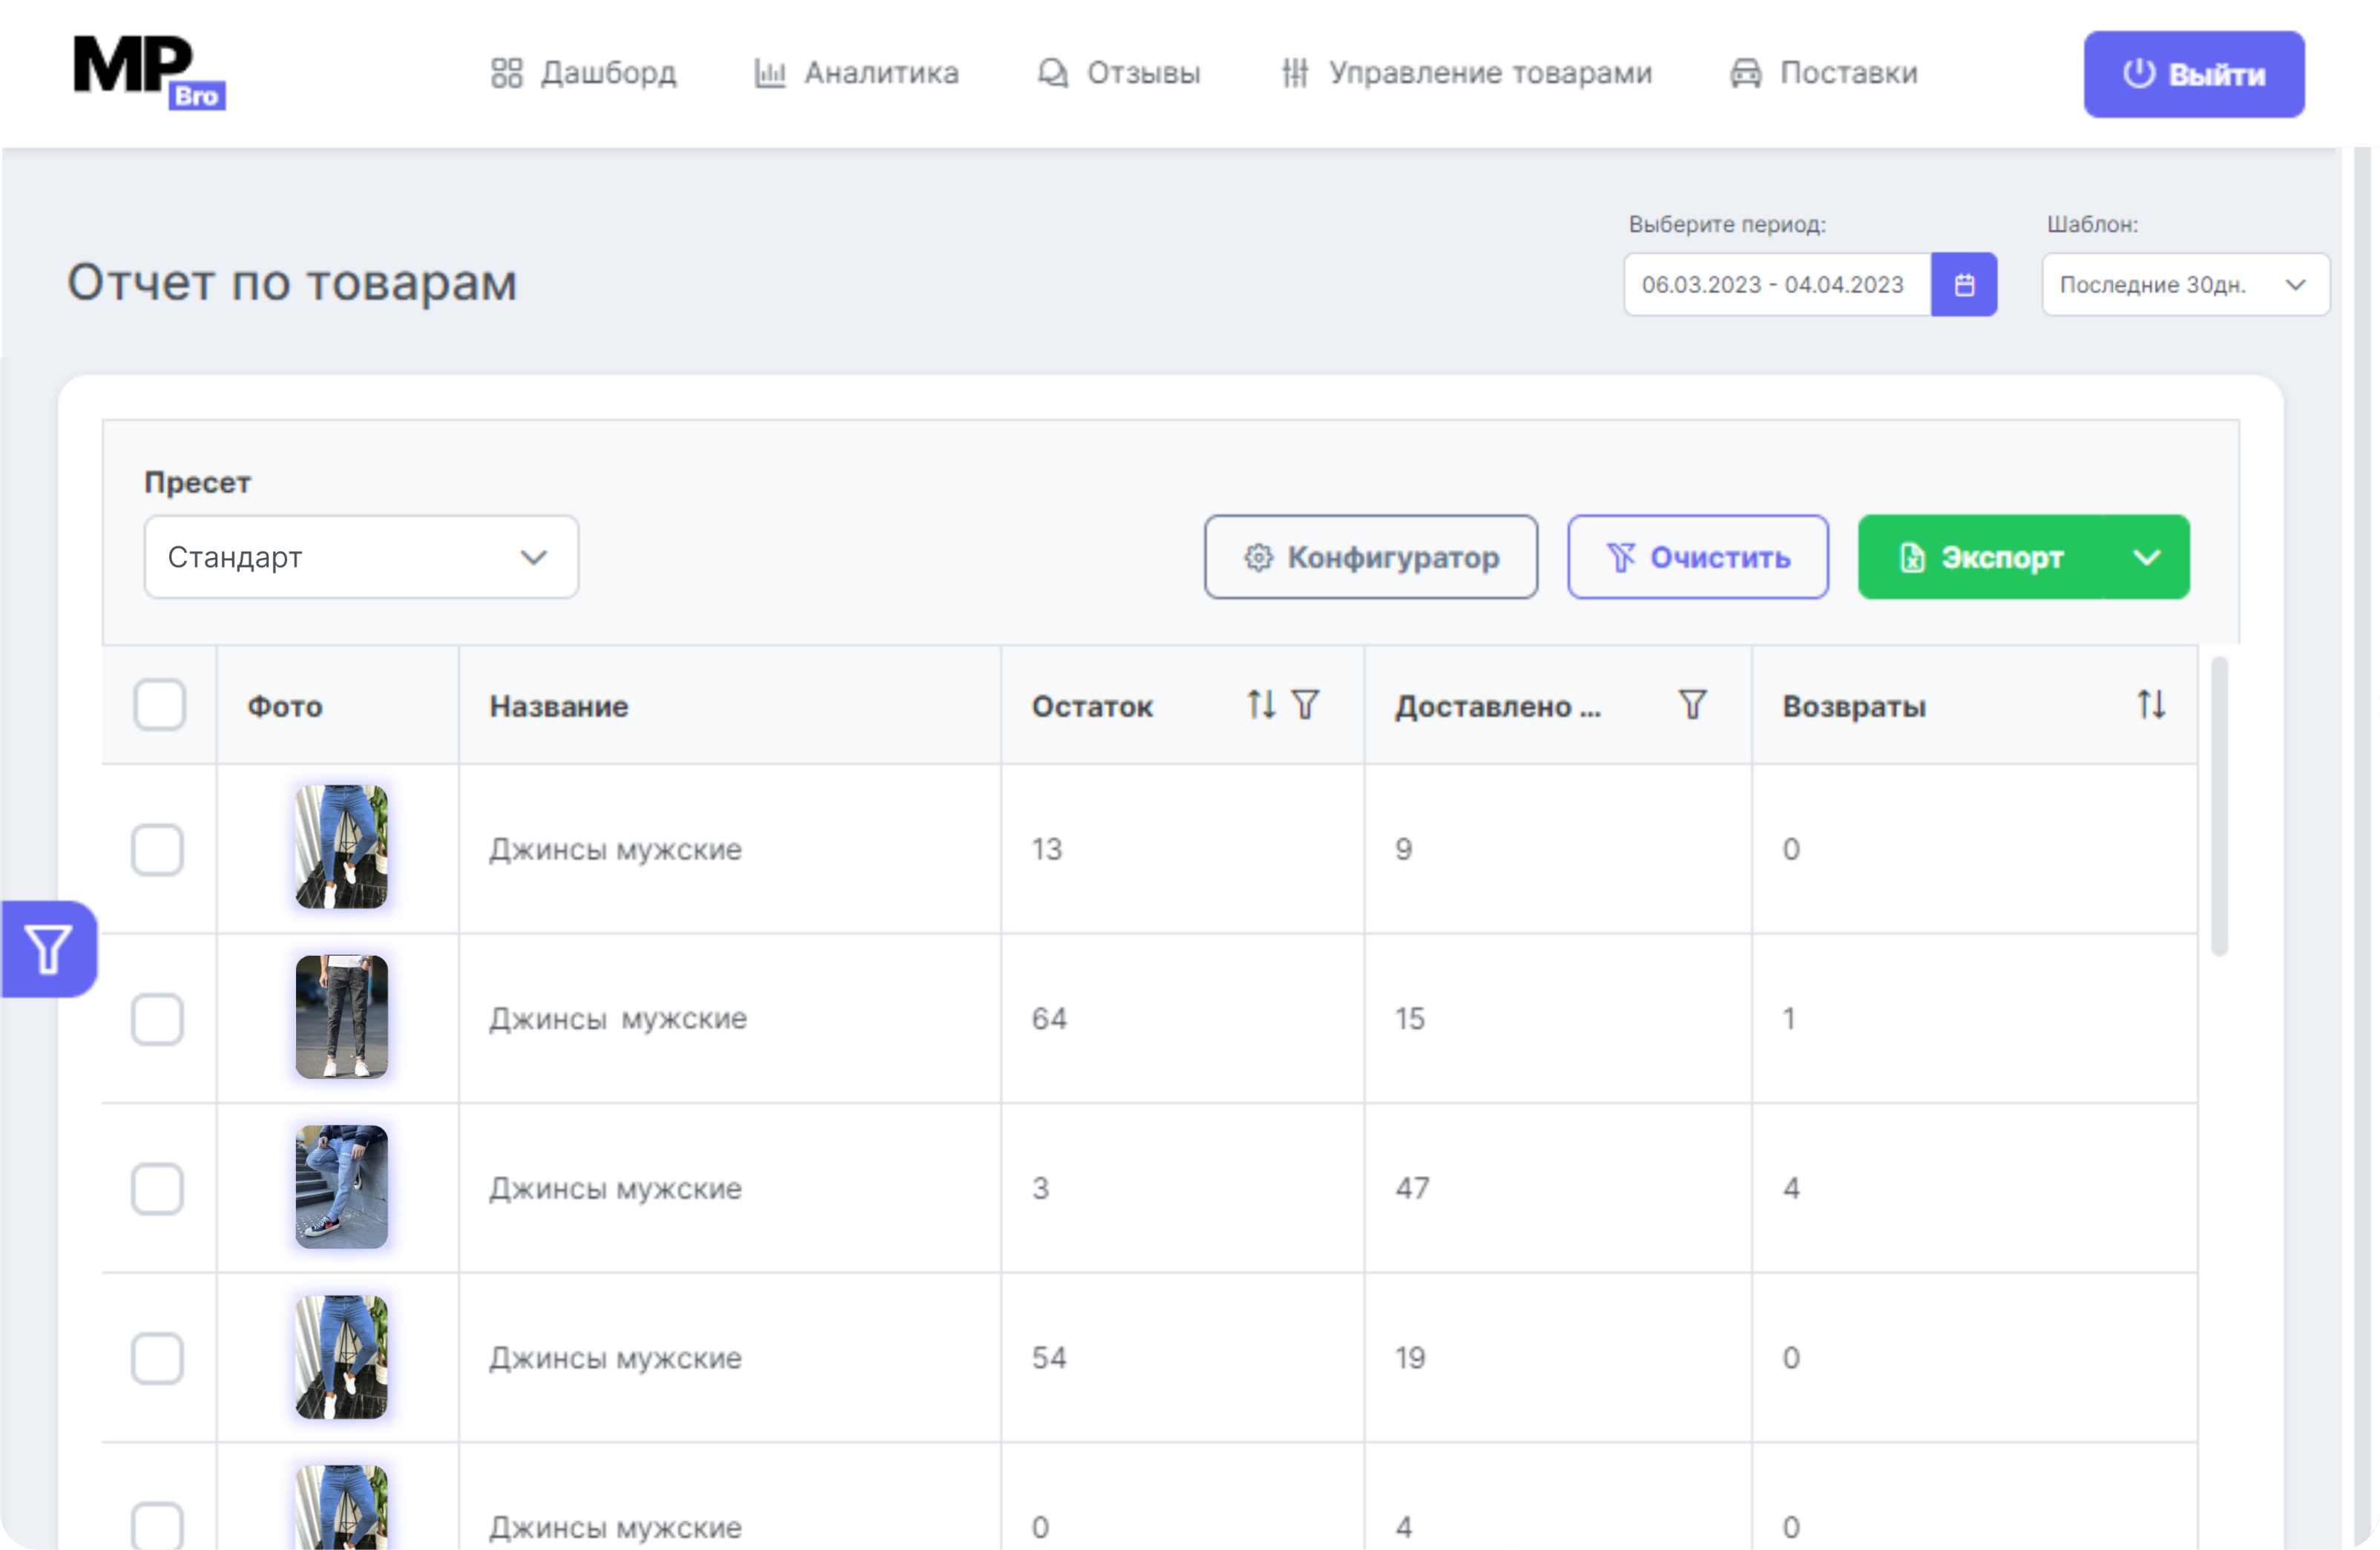 MP
Bro
Дашборд Аналитика Отзывы Управление товарами Поставки Выйти
Выберите период: Шаблон:
Отчет по товарам
06.03.2023 - 04.04.2023 Последние 30дн.
Пресет
Стандарт Конфигуратор Очистить Экспорт
Фото Название Остаток Доставлено ... Возвраты
Джинсы мужские 13 9 0
Джинсы мужские 64 15 1
Джинсы мужские 3 47 4
Джинсы мужские 54 19 0
Джинсы мужские 0 4 0